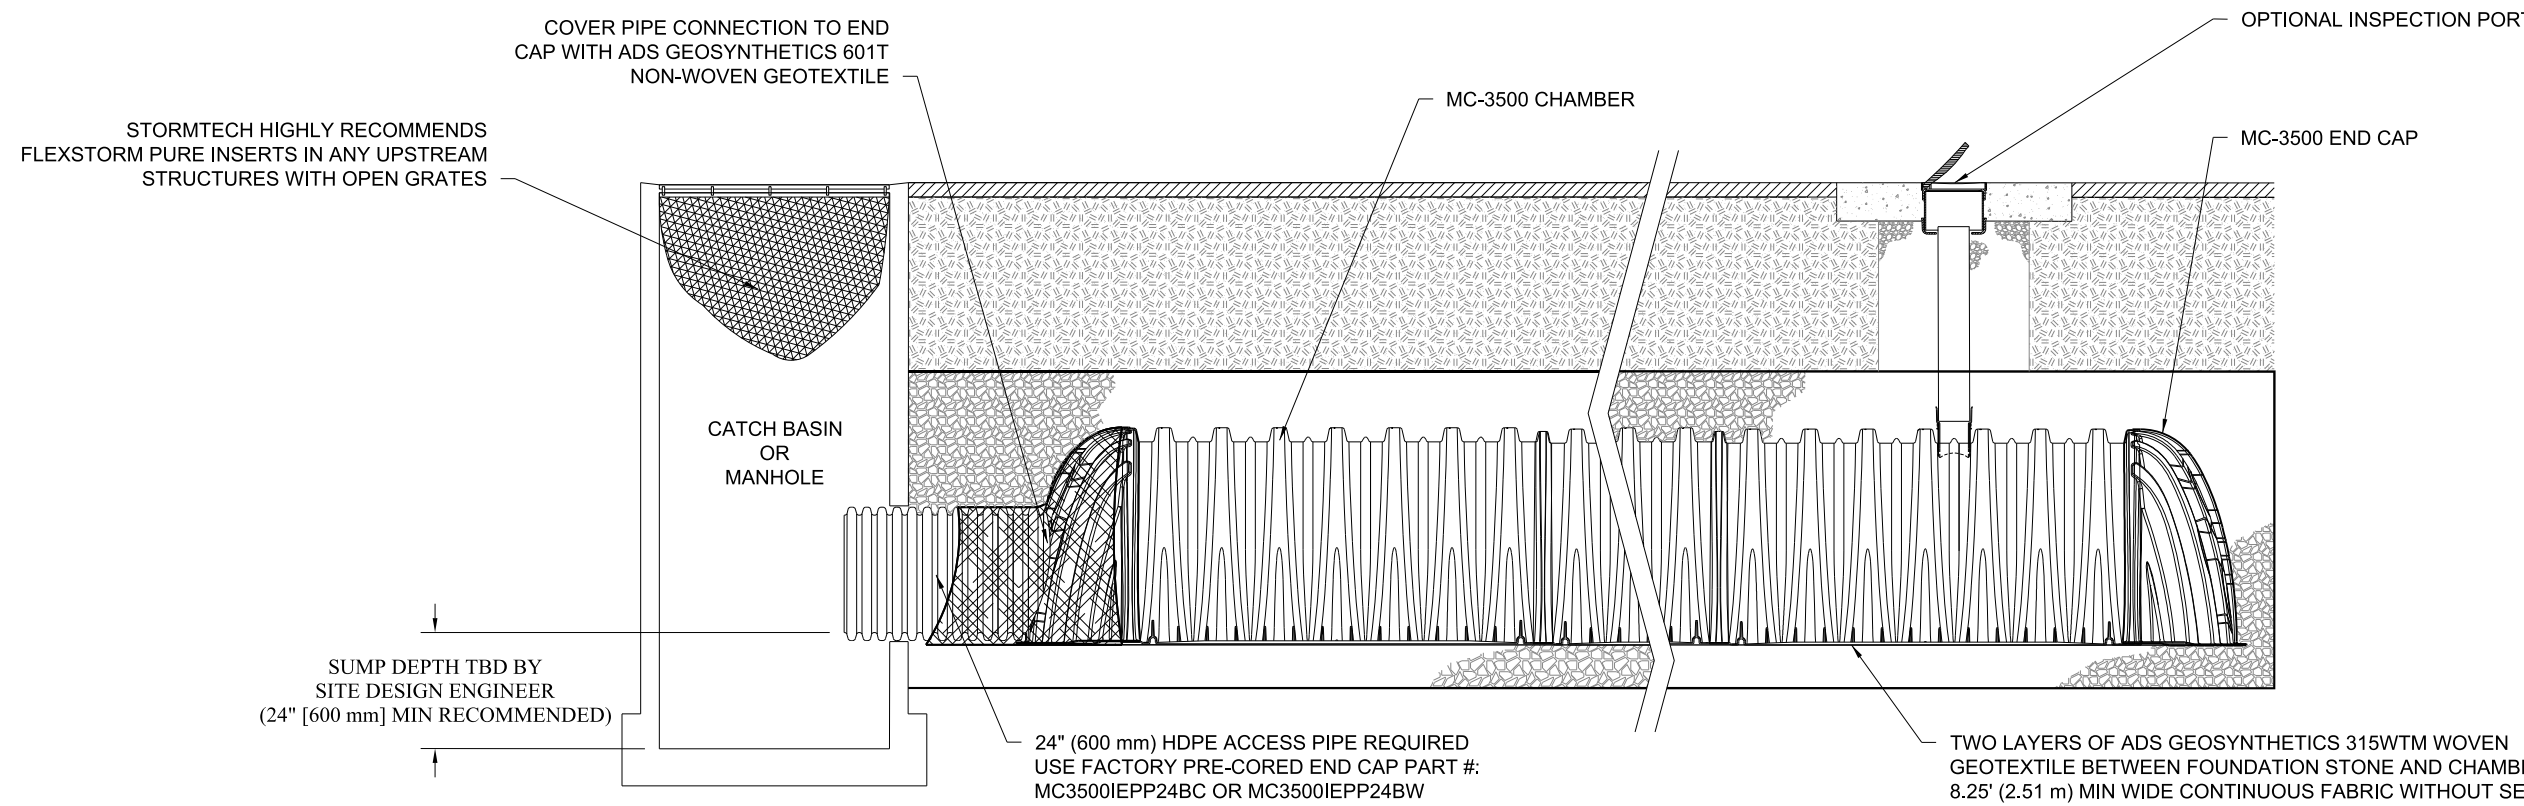 COVER PIPE CONNECTION TO END
CAP WITH ADS GEOSYNTHETICS 601T
NON-WOVEN GEOTEXTILE
OPTIONAL INSPECTION PORT
STORMTECH HIGHLY RECOMMENDS
FLEXSTORM PURE INSERTS IN ANY UPSTREAM
STRUCTURES WITH OPEN GRATES
MC-3500 CHAMBER
MC-3500 END CAP
CATCH BASIN
OR
MANHOLE
SUMP DEPTH TBD BY
SITE DESIGN ENGINEER
(24" [600 mm] MIN RECOMMENDED)
24" (600 mm) HDPE ACCESS PIPE REQUIRED
USE FACTORY PRE-CORED END CAP PART #:
MC3500IEPP24BC OR MC3500IEPP24BW
TWO LAYERS OF ADS GEOSYNTHETICS 315WTM WOVEN
GEOTEXTILE BETWEEN FOUNDATION STONE AND
8.25' (2.51 m) MIN WIDE CONTINUOUS FABRIC WITHOUT